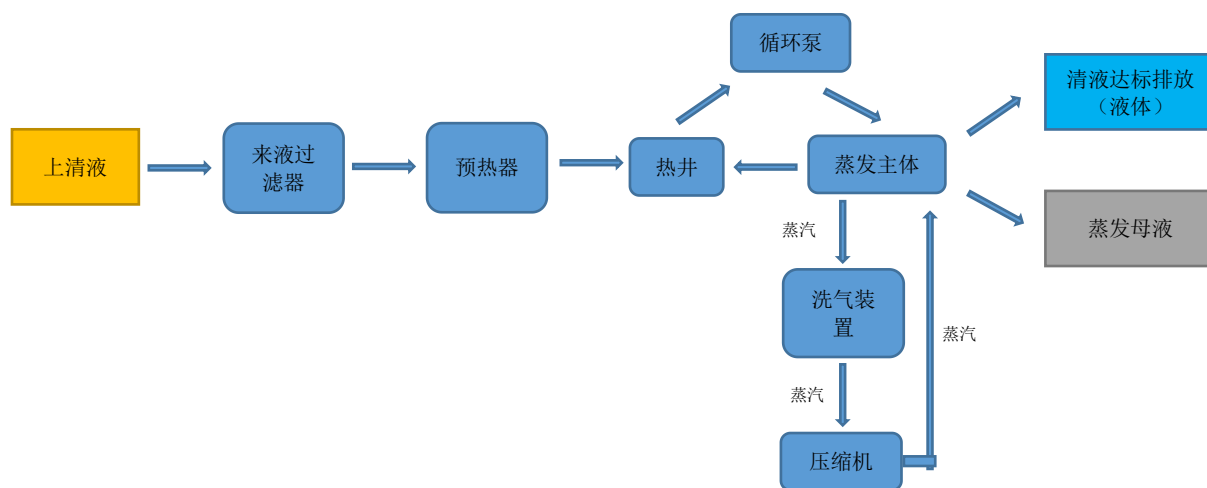 循环泵
清液达标排放
（液体）
上清液
来液过
滤器
预热器
热井
蒸发主体
蒸发母液
蒸汽
洗气装
置
蒸汽
蒸汽
压缩机